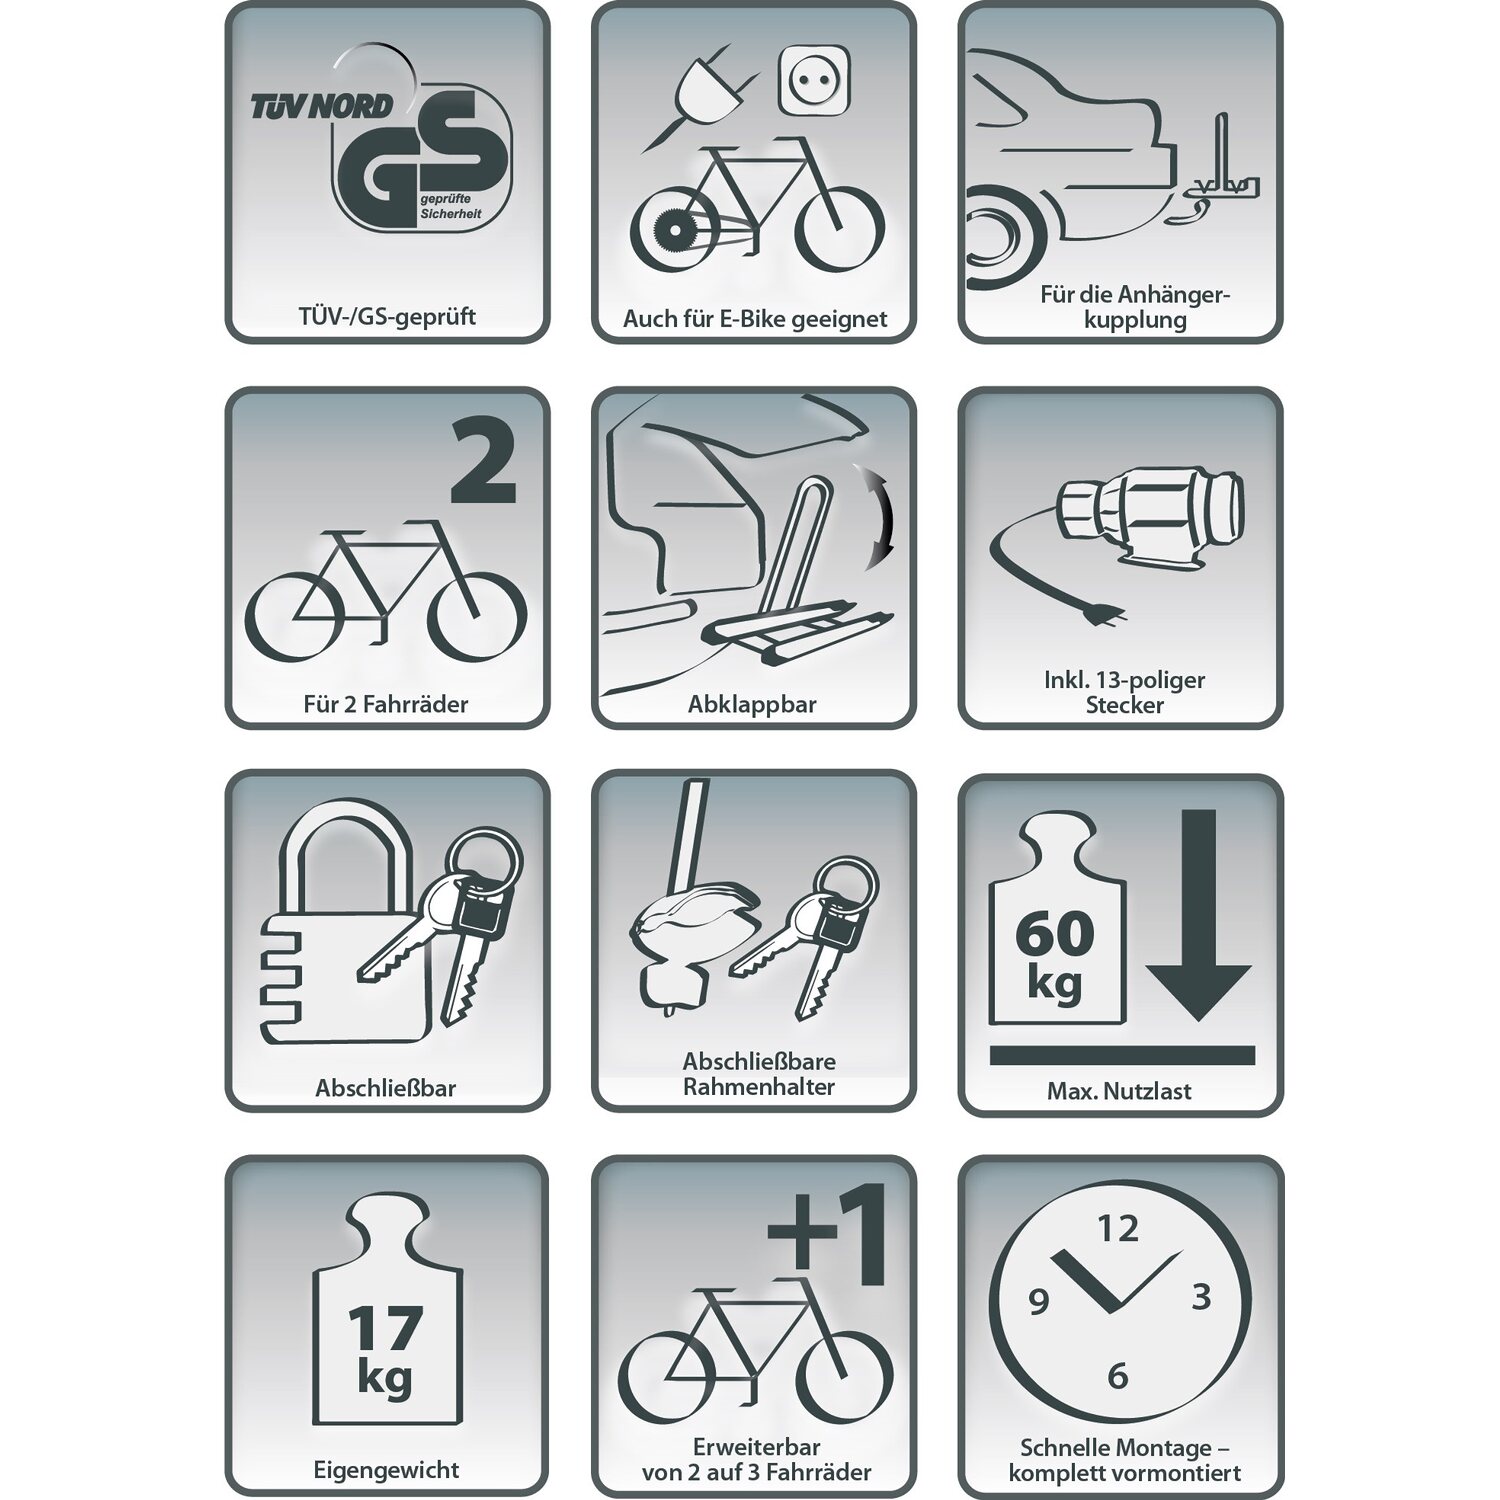 TÜV NORD
GS
geprüfte
Sicherheit
TÜV-/GS-geprüft
Auch für E-Bike geeignet
Für die Anhänger-
kupplung
2
Für 2 Fahrräder
Abklappbar
Inkl. 13-poliger
Stecker
Abschließbar
Abschließbare
Rahmenhalter
60
kg
Max. Nutzlast
17
kg
Eigengewicht
+1
Erweiterbar
von 2 auf 3 Fahrräder
12
9 3
6
Schnelle Montage –
komplett vormontiert